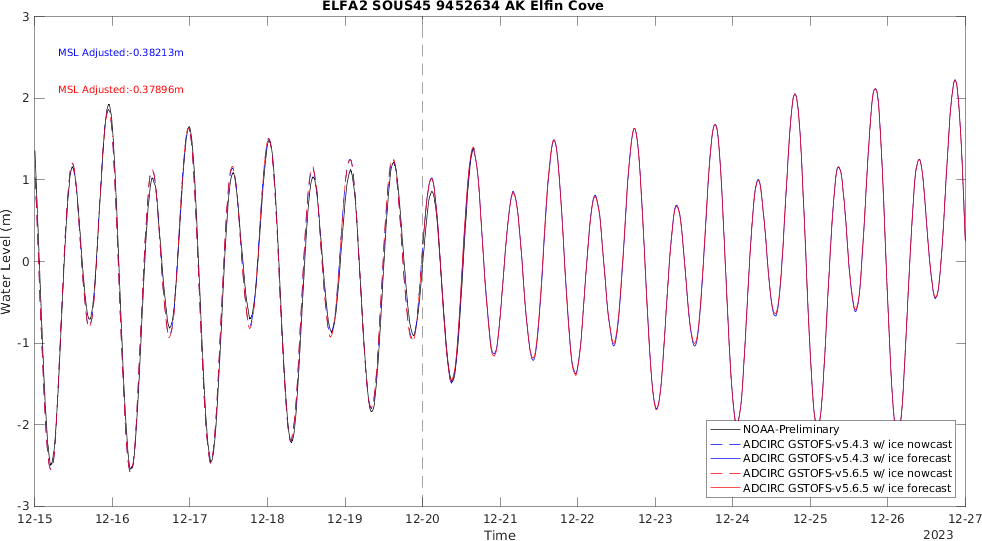 ELFA2 SOUS45 9452634 AK Elfin Cove
3
2
1
0
-1
-2
-3
Water Level (m)
MSL Adjusted:-0.38213m
MSL Adjusted:-0.37896m
NOAA-Preliminary
ADCIRC GSTOFS-v5.4.3 w/ ice nowcast
ADCIRC GSTOFS-v5.4.3 w/ ice forecast
ADCIRC GSTOFS-v5.6.5 w/ ice nowcast
ADCIRC GSTOFS-v5.6.5 w/ ice forecast
12-15 12-16 12-17 12-18 12-19 12-20 12-21 12-22 12-23 12-24 12-25 12-26 12-27
Time
2023